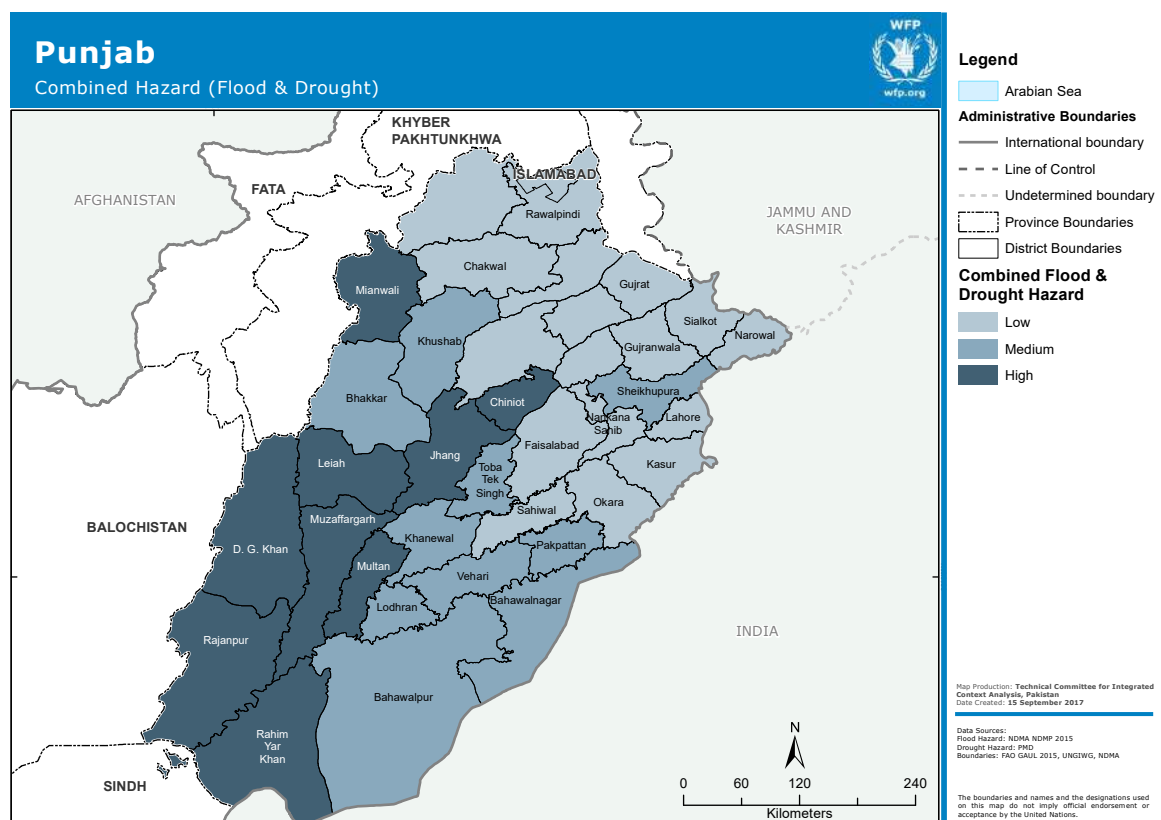 Punjab
Combined Hazard (Flood & Drought)
WFP
wfp.org
KHYBER
PAKHTUNKHWA
ISLAMABAD
FATA
AFGHANISTAN
Rawalpindi
JAMMU AND
KASHMIR
Chakwal
Mianwali
Gujrat
Sialkot
Narowal
Khushab
Gujranwala
Bhakkar
Chiniot
Sheikhupura
Nankana
Sahib
Lahore
Faisalabad
Leiah
Jhang
Toba
Tek
Singh
Kasur
Okara
Sahiwal
Muzaffargarh
BALOCHISTAN
Khanewal
Pakpattan
D. G. Khan
Multan
Vehari
Lodhran
Bahawalnagar
Rajanpur
INDIA
Bahawalpur
Rahim
Yar
Khan
SINDH
N
0 60 120 240
Kilometers
Legend
Arabian Sea
Administrative Boundaries
International boundary
Line of Control
Undetermined boundary
Province Boundaries
District Boundaries
Combined Flood &
Drought Hazard
Low
Medium
High
Map Production: Technical Committee for Integrated
Context Analysis, Pakistan
Date Created: 15 September 2017
Data Sources:
Flood Hazard: NDMA NDMP 2015
Drought Hazard: PMD
Boundaries: FAO GAUL 2015, UNGIWG, NDMA
The boundaries and names and the designations used
on this map do not imply official endorsement or
acceptance by the United Nations.